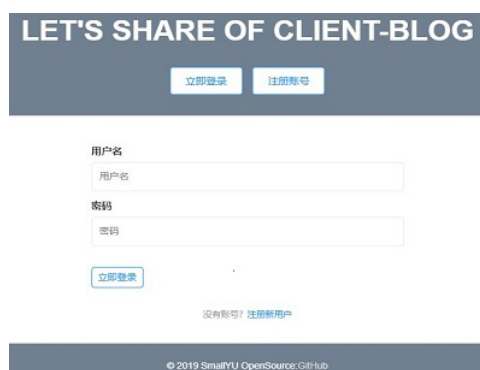 LET'S SHARE OF CLIENT-BLOG
立即登录 注册账号
用户名
用户名
密码
密码
立即登录
没有账号? 注册新用户
© 2019 SmallYU OpenSource:GitHub